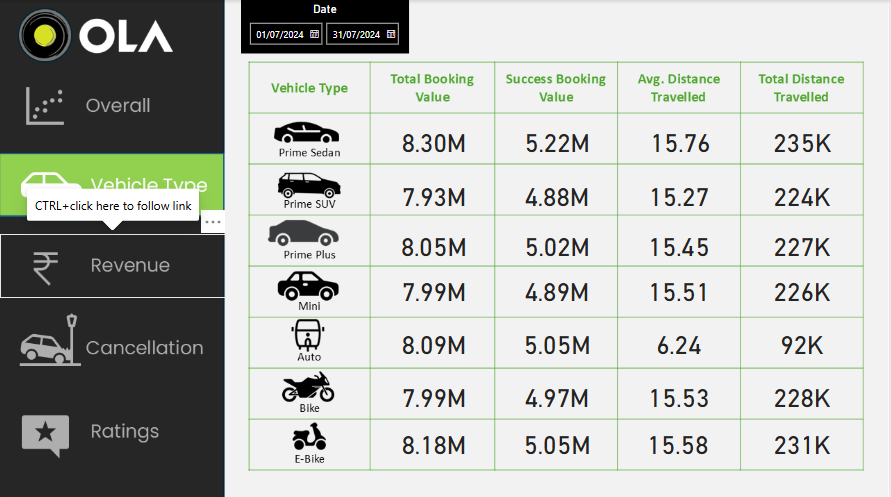 OLA
Overall
Vehicle Type
CTRL+click here to follow link
Revenue
Cancellation
Ratings
Date
01/07/2024 31/07/2024
Vehicle Type Total Booking Value Success Booking Value Avg. Distance Travelled Total Distance Travelled
Prime Sedan 8.30M 5.22M 15.76 235K
Prime SUV 7.93M 4.88M 15.27 224K
Prime Plus 8.05M 5.02M 15.45 227K
Mini 7.99M 4.89M 15.51 226K
Auto 8.09M 5.05M 6.24 92K
Bike 7.99M 4.97M 15.53 228K
E-Bike 8.18M 5.05M 15.58 231K